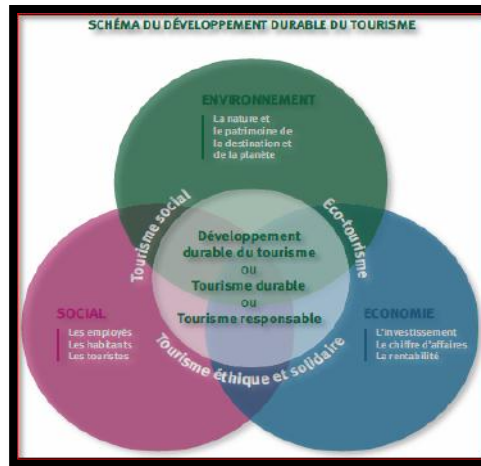 SCHÉMA DU DÉVELOPPEMENT DURABLE DU TOURISME
ENVIRONNEMENT
La nature et
le patrimoine de
la destination et
de la planète
Tourisme social
Eco-tourisme
Développement
durable du tourisme
ou
Tourisme durable
ou
Tourisme responsable
SOCIAL
Les employés
Les habitants
Les touristes
ECONOMIE
L'investissement
Le chiffre d'affaires
La rentabilité
Tourisme éthique et solidaire